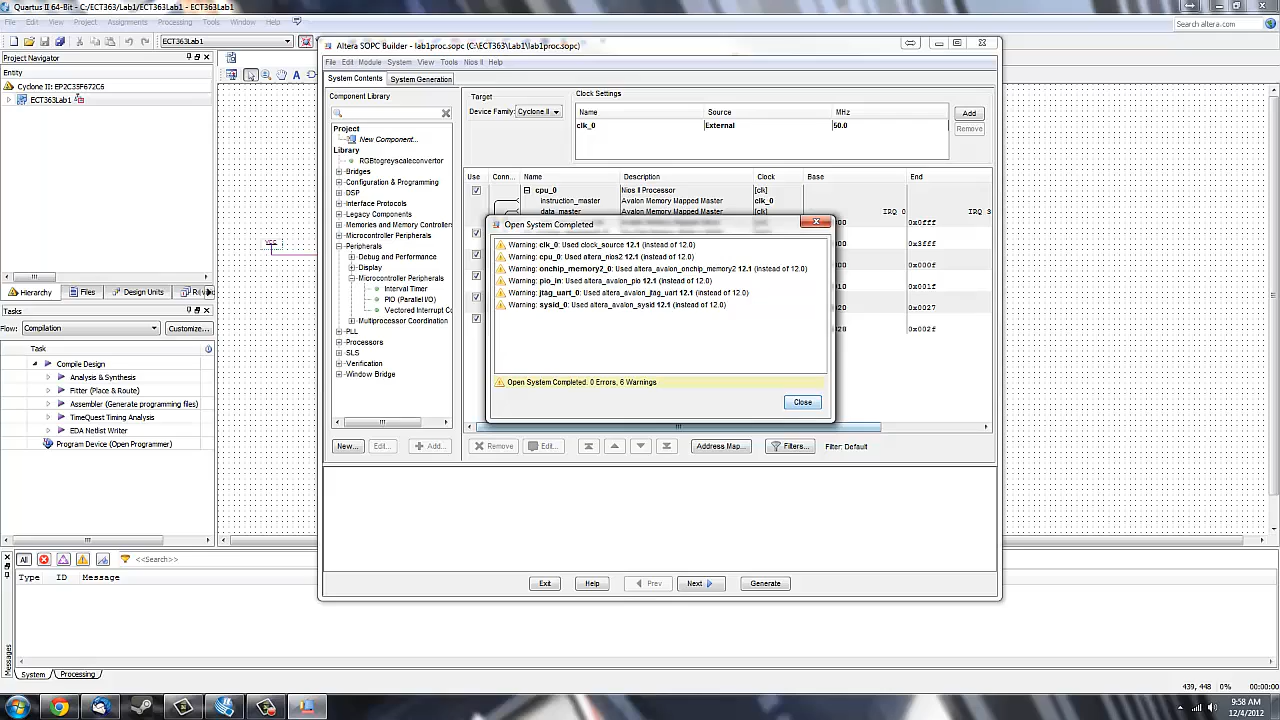 Quartus II 64-Bit - C:/ECT363/Lab1/ECT363Lab1 - ECT363Lab1
File Edit View Project Assignments Processing Tools Window Help
Search altera.com
ECT363Lab1
Project Navigator
Entity
Cyclone II: EP2C35F672C6
ECT363Lab1
Hierarchy
Files
Design Units
Tasks
Flow: Compilation
Customize...
Task
Compile Design
Analysis & Synthesis
Fitter (Place & Route)
Assembler (Generate programming files)
TimeQuest Timing Analysis
EDA Netlist Writer
Program Device (Open Programmer)
VCC
Altera SOPC Builder - lab1proc.sopc (C:\ECT363\Lab1\lab1proc.sopc)
File Edit Module System View Tools Nios II Help
System Contents
System Generation
Component Library
Project
New Component...
Library
RGBtogreyscaleconvertor
Bridges
Configuration & Programming
DSP
Interface Protocols
Legacy Components
Memories and Memory Controllers
Microcontroller Peripherals
Peripherals
Debug and Performance
Display
Microcontroller Peripherals
Interval Timer
PIO (Parallel I/O)
Vectored Interrupt C
Multiprocessor Coordination
PLL
Processors
SLS
Verification
Window Bridge
New... Edit... Add...
Target
Device Family: Cyclone II
Clock Settings
Name Source MHz
clk_0 External 50.0
Add
Remove
Use Conn... Name Description Clock Base End
cpu_0 Nios II Processor [clk]
instruction_master Avalon Memory Mapped Master clk_0
data_master Avalon Memory Mapped Master [clk] IRQ 0 IRQ 3
0x0fff
0x3fff
0x000f
0x001f
0x0027
0x002f
Open System Completed
Warning: clk_0: Used clock_source 12.1 (instead of 12.0)
Warning: cpu_0: Used altera_nios2 12.1 (instead of 12.0)
Warning: onchip_memory2_0: Used altera_avalon_onchip_memory2 12.1 (instead of 12.0)
Warning: pio_in: Used altera_avalon_pio 12.1 (instead of 12.0)
Warning: jtag_uart_0: Used altera_avalon_jtag_uart 12.1 (instead of 12.0)
Warning: sysid_0: Used altera_avalon_sysid 12.1 (instead of 12.0)
Open System Completed: 0 Errors, 6 Warnings
Close
Remove Edit... Address Map... Filters... Filter: Default
Exit Help Prev Next Generate
All <<Search>>
Type ID Message
Messages
System Processing
439, 448 0% 00:00:00
9:58 AM
12/4/2012